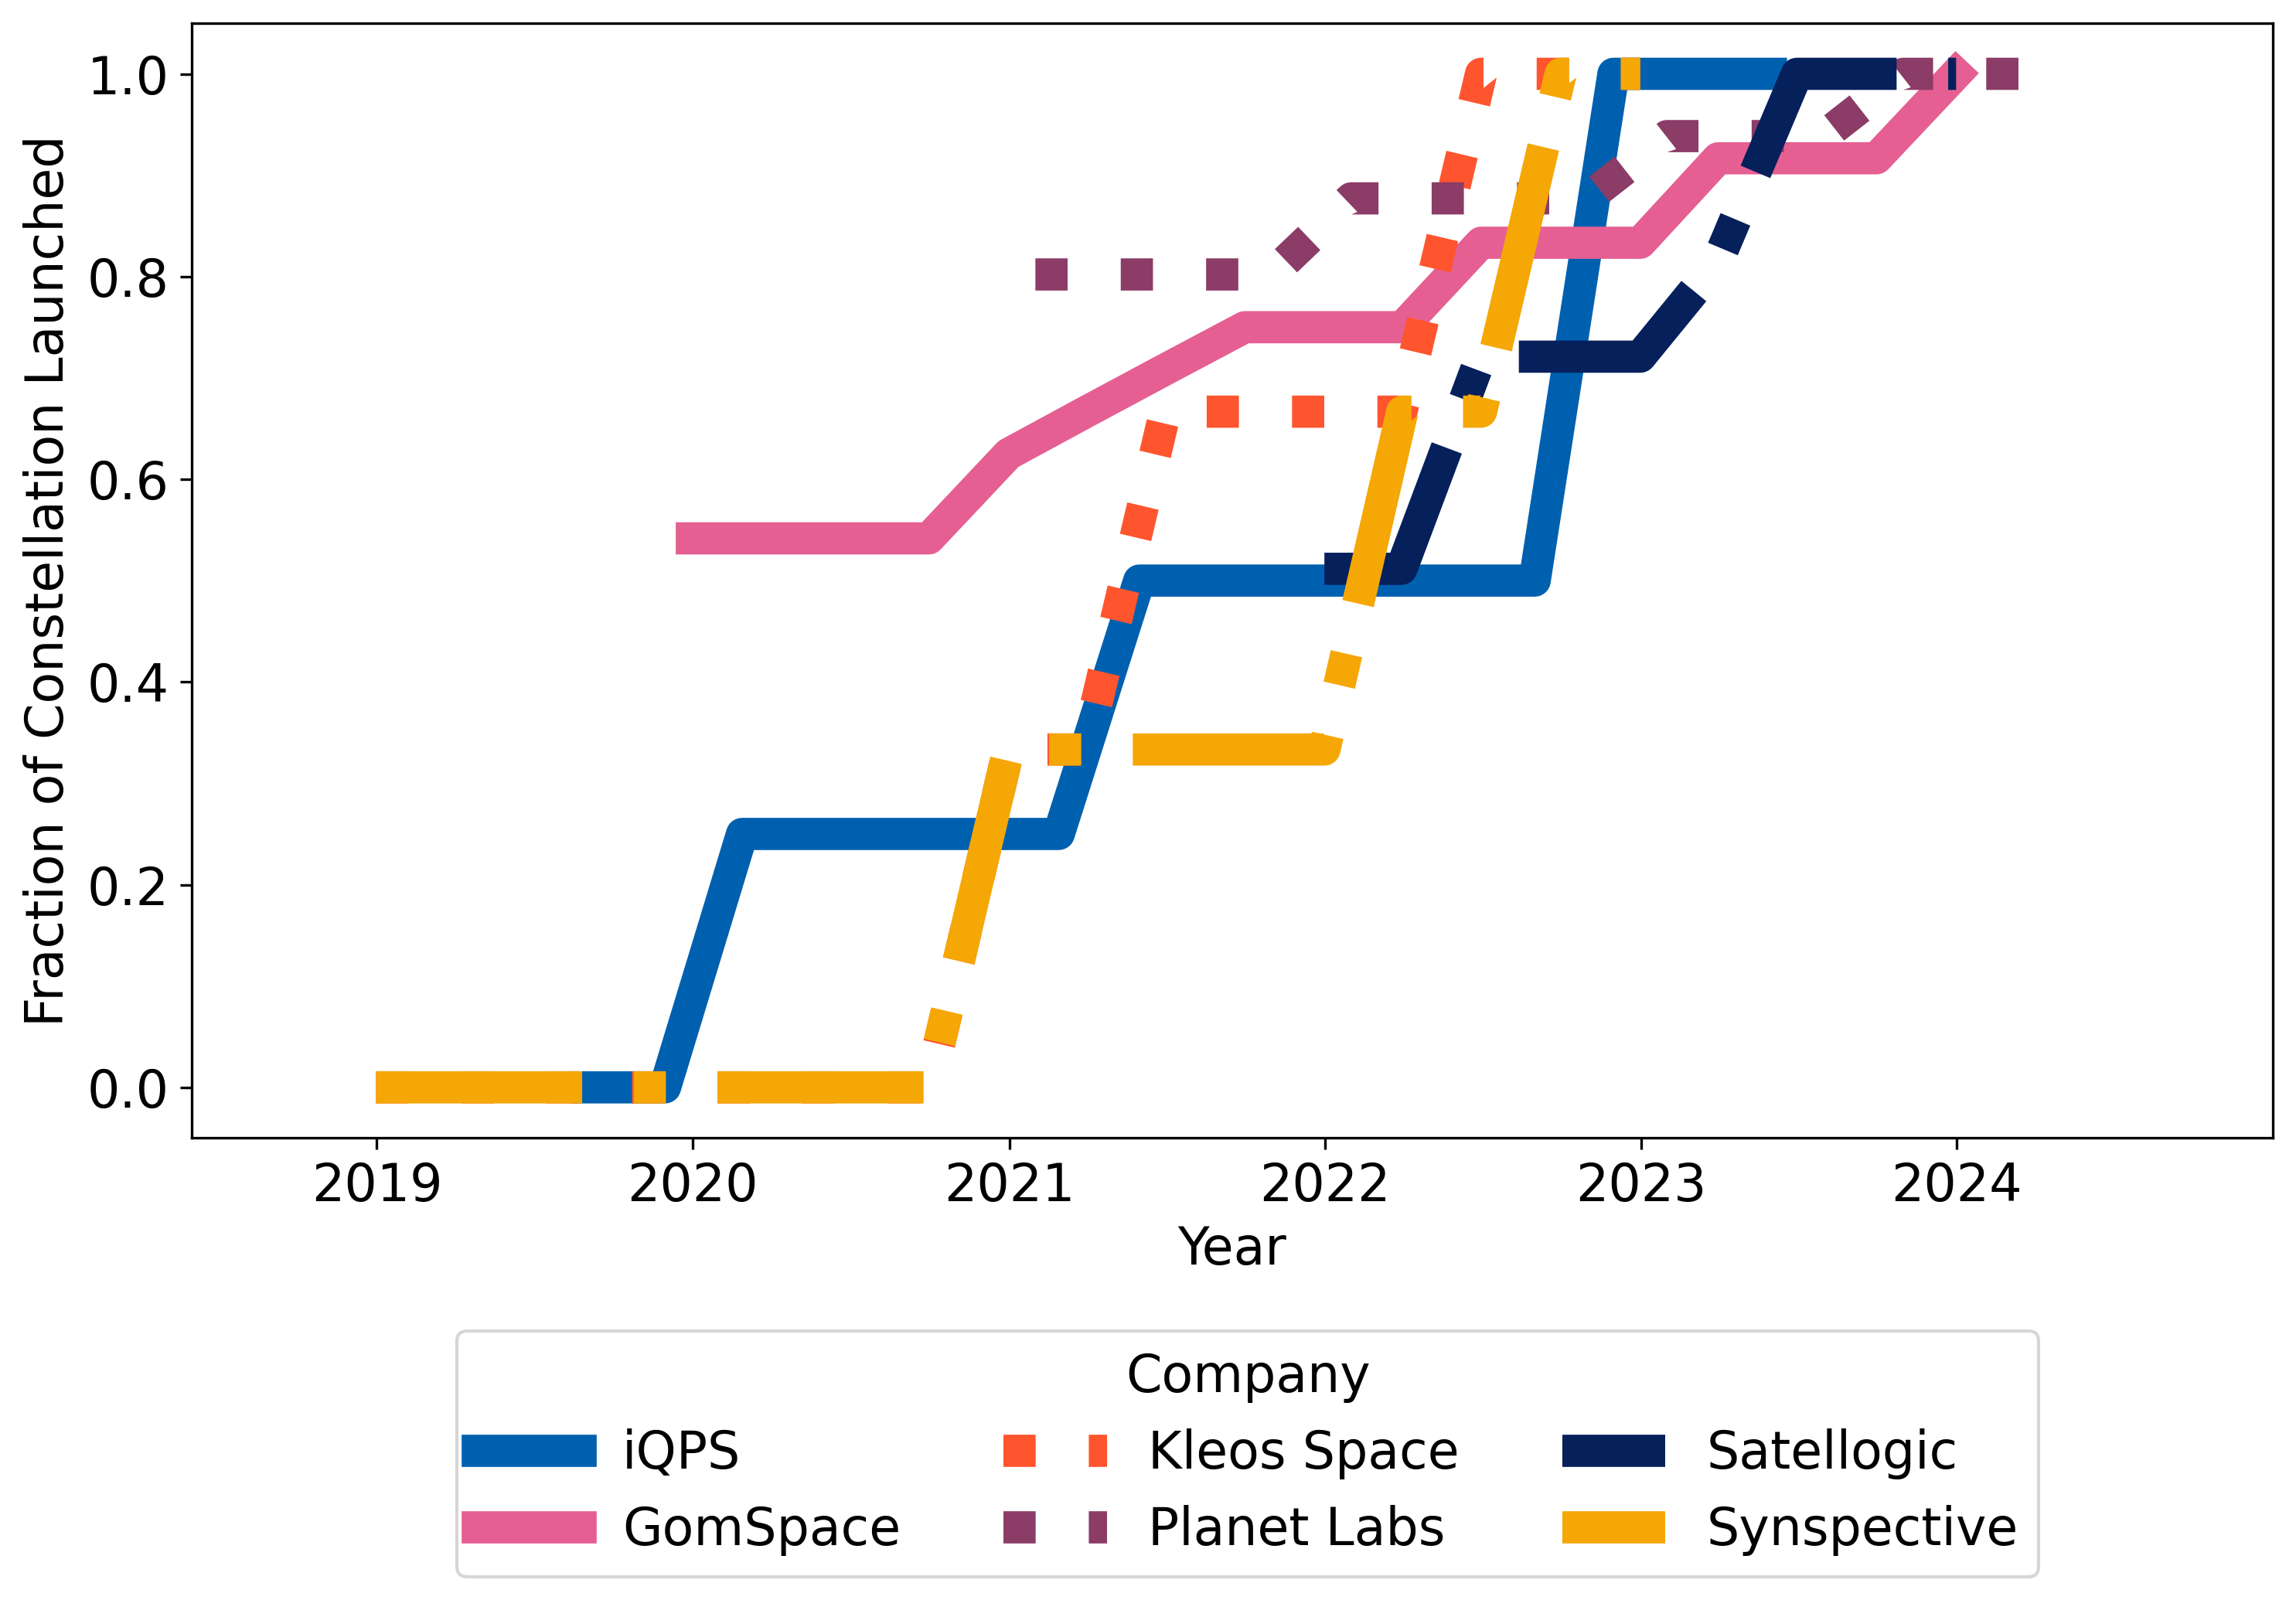 Fraction of Constellation Launched
1.0
0.8
0.6
0.4
0.2
0.0
2019 2020 2021 2022 2023 2024
Year
Company
iQPS Kleos Space Satellogic
GomSpace Planet Labs Synspective